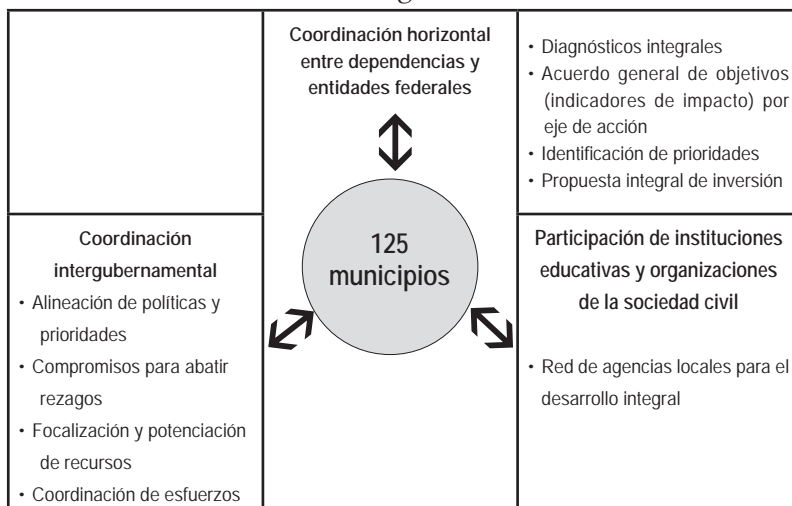 Coordinación horizontal
entre dependencias y
entidades federales
• Diagnósticos integrales
• Acuerdo general de objetivos
(indicadores de impacto) por
eje de acción
• Identificación de prioridades
• Propuesta integral de inversión
125
municipios
Coordinación
intergubernamental
• Alineación de políticas y
prioridades
• Compromisos para abatir
rezagos
• Focalización y potenciación
de recursos
• Coordinación de esfuerzos
Participación de instituciones
educativas y organizaciones
de la sociedad civil
• Red de agencias locales para el
desarrollo integral